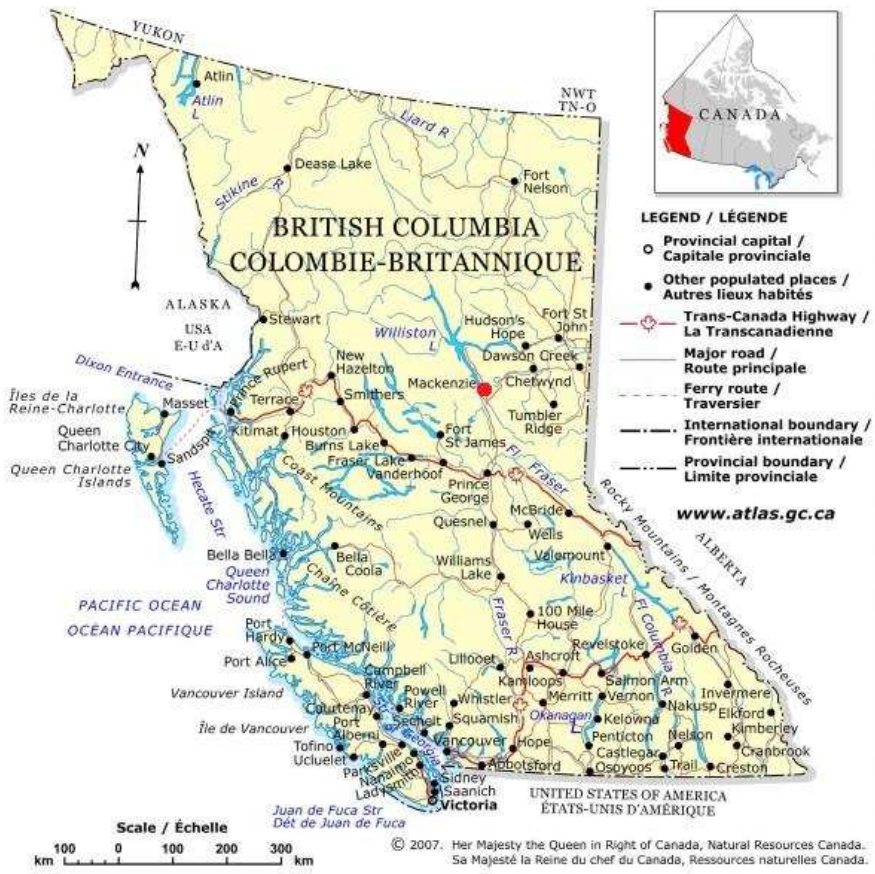 YUKON
NWT
TN-O
Atlin
Atlin
L
Liard R
CANADA
N
Dease Lake
Stikine
R
Fort
Nelson
BRITISH COLUMBIA
COLOMBIE-BRITANNIQUE
LEGEND / LÉGENDE
Provincial capital /
Capitale provinciale
Other populated places /
Autres lieux habités
Trans-Canada Highway /
La Transcanadienne
Major road /
Route principale
Ferry route /
Traversier
International boundary /
Frontière internationale
Provincial boundary /
Limite provinciale
www.atlas.gc.ca
ALASKA
USA
E-U d'A
Stewart
Williston
L
Hudson's
Hope
Fort St
John
Dawson Creek
Dixon Entrance
Prince Rupert
New
Hazelton
Mackenzie
Chetwynd
Îles de la
Reine-Charlotte
Masset
Terrace
Smithers
Tumbler
Ridge
Queen
Charlotte
City
Sandspit
Kitimat
Houston
Burns Lake
Fort
St James
Queen Charlotte
Islands
Fraser Lake
Vanderhoof
Prince
George
Fl Fraser
Hecate Str
Coast Mountains
McBride
Quesnel
Wells
Rocky Mountains / Montagnes Rocheuses
ALBERTA
Bella Bella
Bella
Coola
Valemount
Queen
Charlotte
Sound
Chaîne Côtière
Williams
Lake
Kinbasket
L
PACIFIC OCEAN
OCÉAN PACIFIQUE
Fraser R
100 Mile
House
Fl Columbia R
Port
Hardy
Port McNeill
Port Alice
Revelstoke
Golden
Lillooet
Ashcroft
Kamloops
Salmon Arm
Campbell
River
Vancouver Island
Powell
River
Whistler
Merritt
Vernon
Invermere
Courtenay
Nakusp
Elkford
Île de Vancouver
Port
Alberni
Sechelt
Squamish
Okanagan
L
Kelowna
Kimberley
Str of Georgia
Tofino
Ucluelet
Parksville
Nanaimo
Ladysmith
Vancouver
Hope
Penticton
Nelson
Cranbrook
Castlegar
Abbotsford
Osoyoos
Trail
Creston
Sidney
Saanich
Victoria
UNITED STATES OF AMERICA
ÉTATS-UNIS D'AMÉRIQUE
Juan de Fuca Str
Dét de Juan de Fuca
Scale / Échelle
km 100 0 100 200 300 km
© 2007. Her Majesty the Queen in Right of Canada, Natural Resources Canada.
Sa Majesté la Reine du chef du Canada, Ressources naturelles Canada.